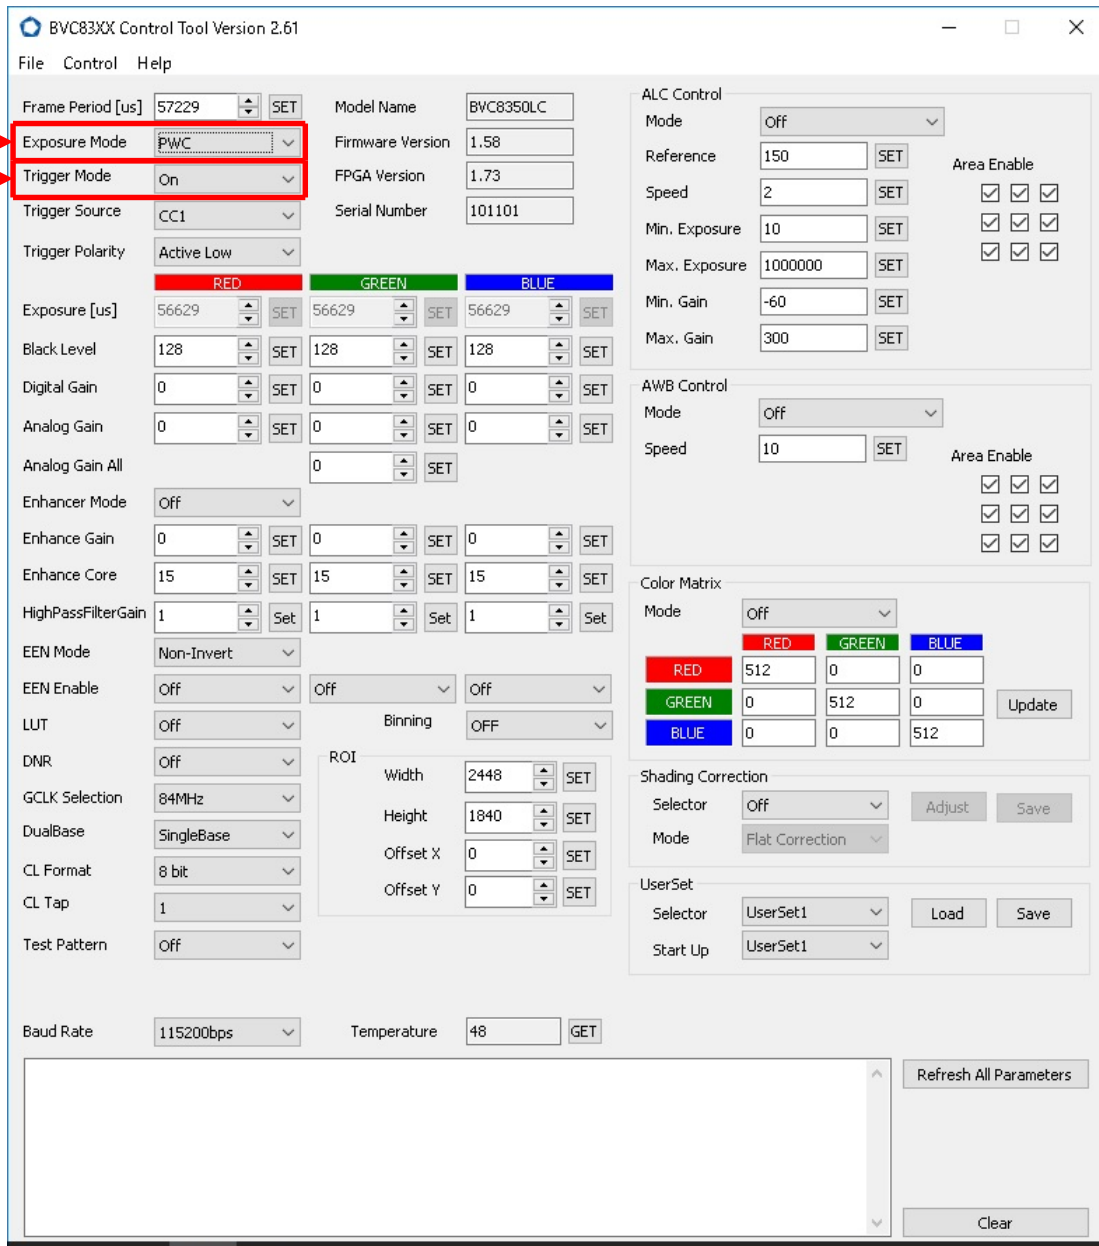 BVC83XX Control Tool Version 2.61
File Control Help
Frame Period [us] 57229 SET Model Name BVC8350LC
Exposure Mode PWC Firmware Version 1.58
Trigger Mode On FPGA Version 1.73
Trigger Source CC1 Serial Number 101101
Trigger Polarity Active Low
RED GREEN BLUE
Exposure [us] 56629 SET 56629 SET 56629 SET
Black Level 128 SET 128 SET 128 SET
Digital Gain 0 SET 0 SET 0 SET
Analog Gain 0 SET 0 SET 0 SET
Analog Gain All 0 SET
Enhancer Mode Off
Enhance Gain 0 SET 0 SET 0 SET
Enhance Core 15 SET 15 SET 15 SET
HighPassFilterGain 1 Set 1 Set 1 Set
EEN Mode Non-Invert
EEN Enable Off Off Off
LUT Off Binning OFF
DNR Off
GCLK Selection 84MHz
DualBase SingleBase
CL Format 8 bit
CL Tap 1
Test Pattern Off
ROI
Width 2448 SET
Height 1840 SET
Offset X 0 SET
Offset Y 0 SET
ALC Control
Mode Off
Reference 150 SET Area Enable
Speed 2 SET
Min. Exposure 10 SET
Max. Exposure 1000000 SET
Min. Gain -60 SET
Max. Gain 300 SET
AWB Control
Mode Off
Speed 10 SET Area Enable
Color Matrix
Mode Off
RED GREEN BLUE
RED 512 0 0
GREEN 0 512 0 Update
BLUE 0 0 512
Shading Correction
Selector Off Adjust Save
Mode Flat Correction
UserSet
Selector UserSet1 Load Save
Start Up UserSet1
Baud Rate 115200bps Temperature 48 GET
Refresh All Parameters
Clear